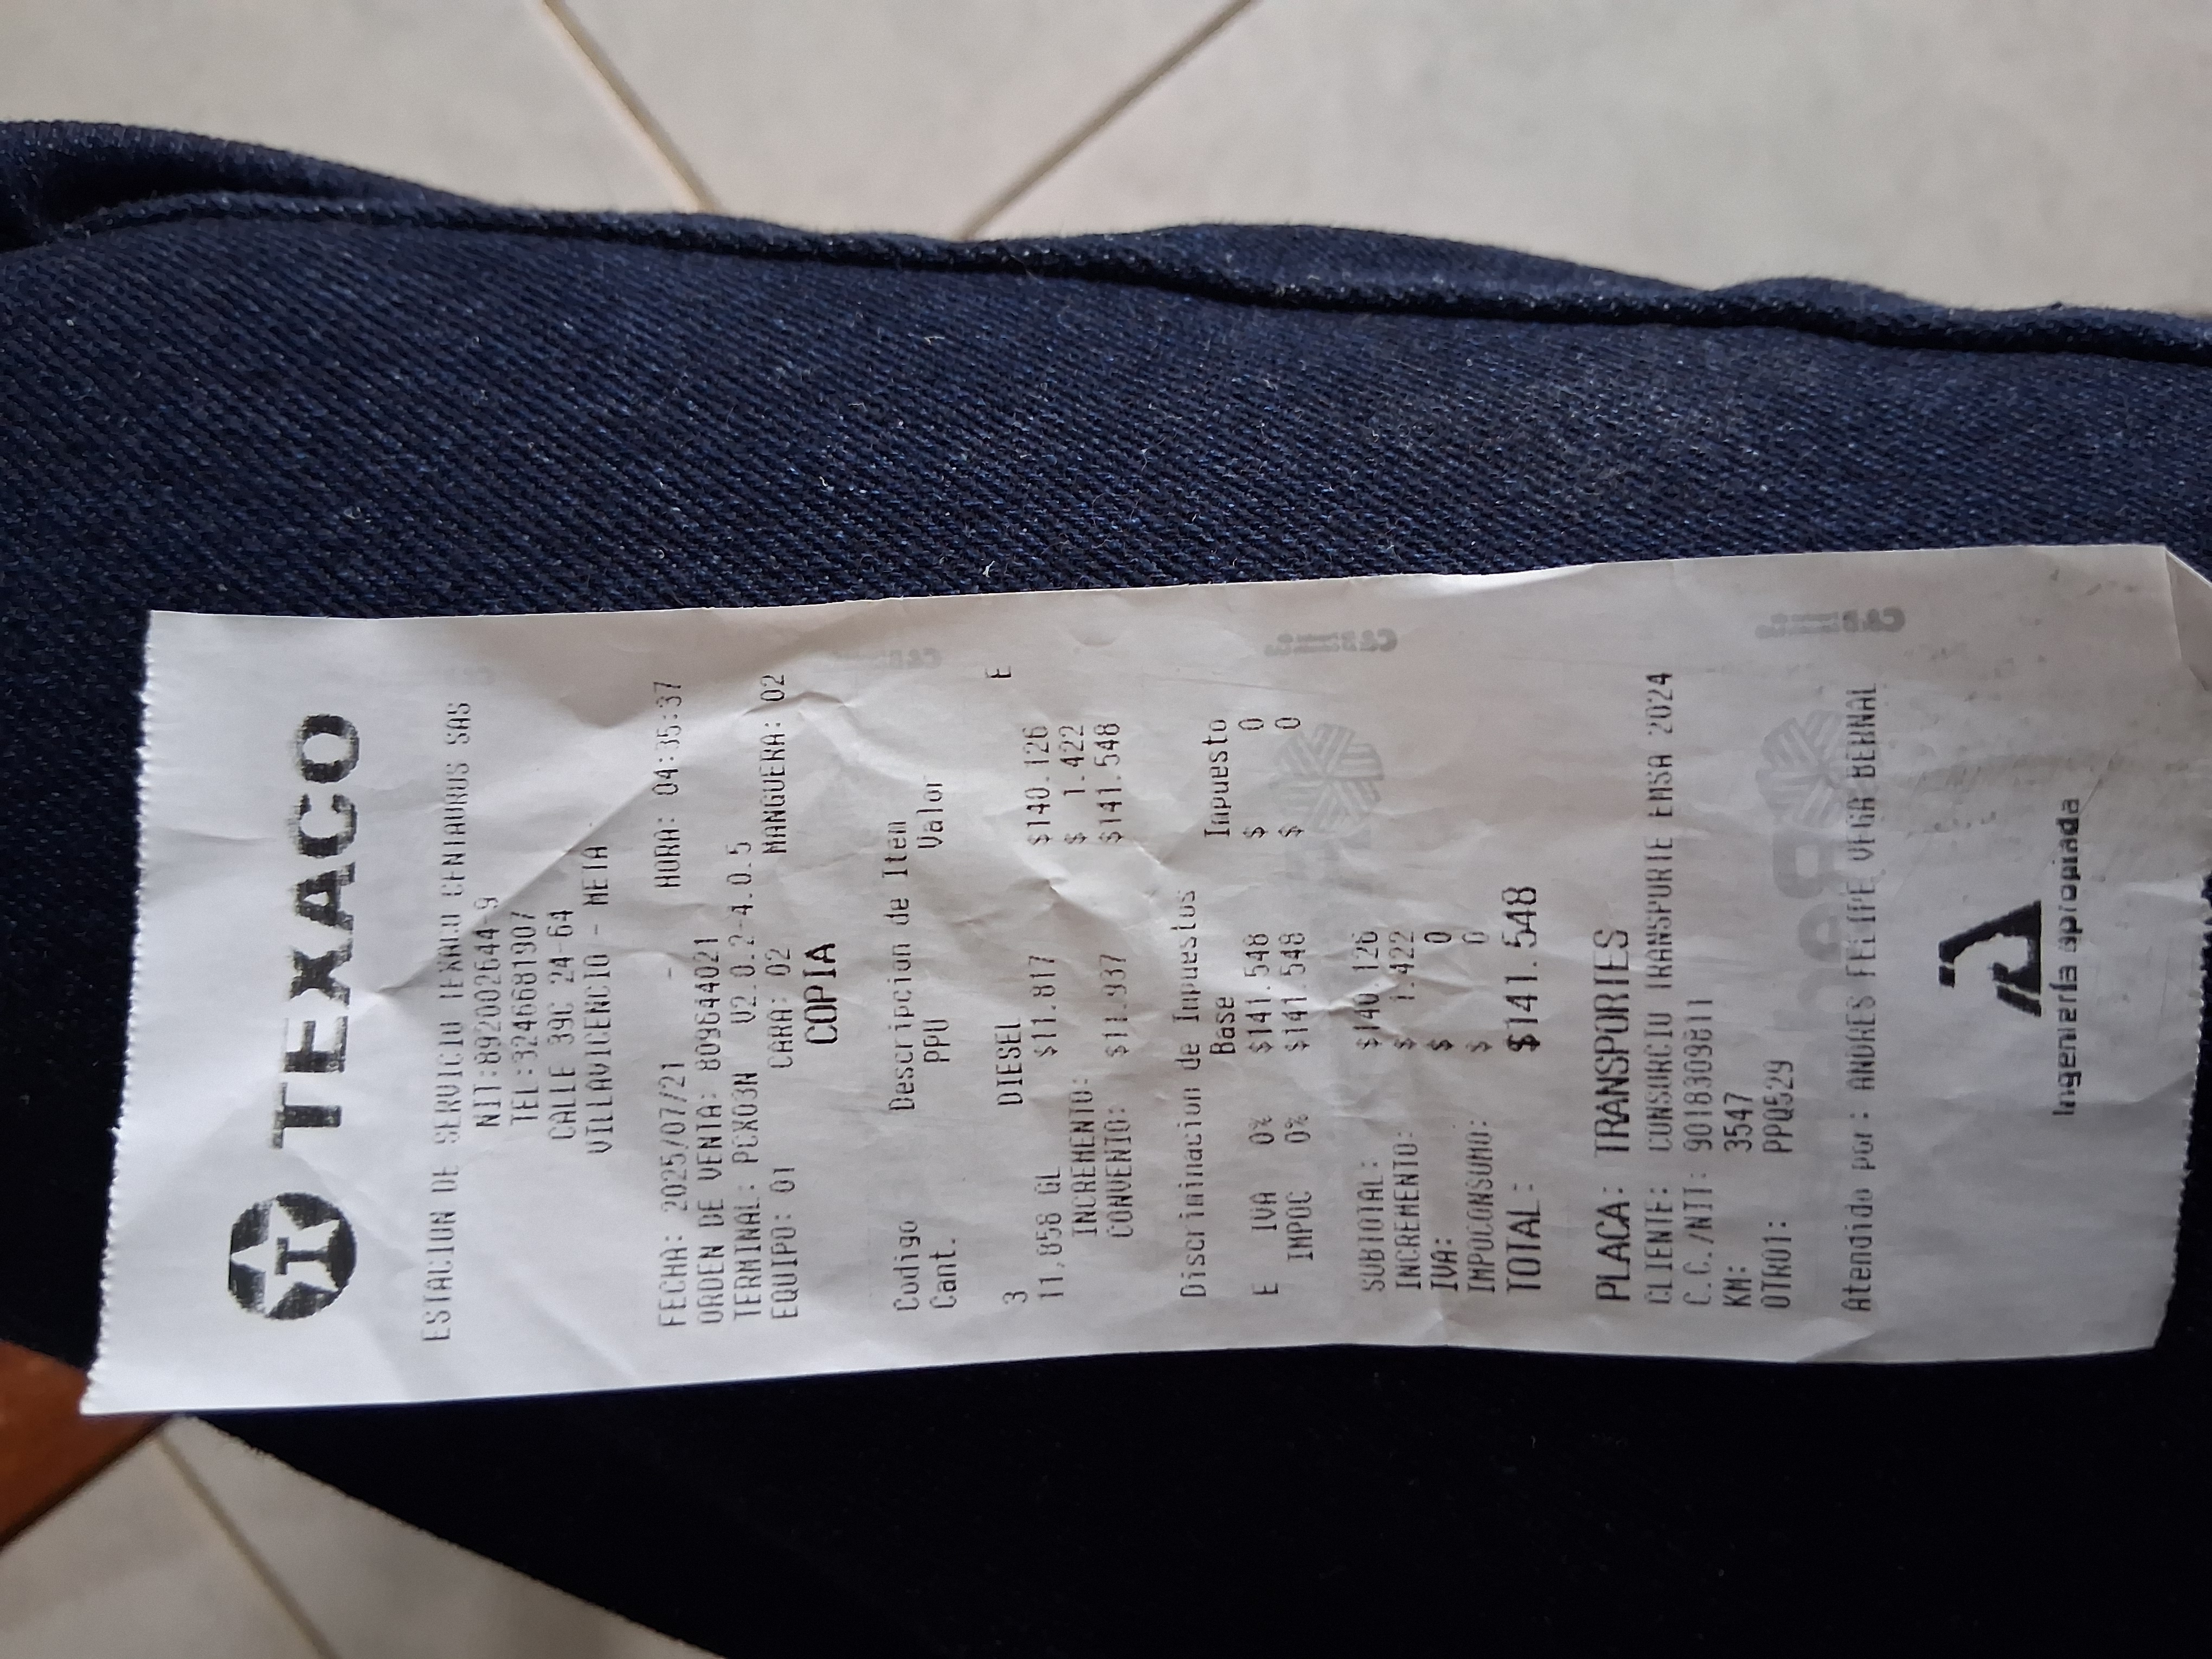 TEXACO
ESTACION DE SERVICIO TEXACO CENTAUROS SAS
NIT:892002644-9
TEL:3246681907
CALLE 39C 24-64
VILLAVICENCIO - META
FECHA: 2025/07/21 - HORA: 04:35:37
ORDEN DE VENTA: 809644021
TERMINAL: PCX03N V2.0.2-4.0.5
EQUIPO: 01 CARA: 02 MANGUERA: 02
COPIA
Codigo Descripcion de Item
Cant. PPU Valor
3 DIESEL E
11,858 GL $11.817 $140.126
INCREMENTO: $ 1.422
CONVENIO: $11.937 $141.548
Discriminacion de Impuestos
Base Impuesto
E IVA 0% $141.548 $ 0
IMPOC 0% $141.548 $ 0
SUBTOTAL: $140.126
INCREMENTO: $ 1.422
IVA: $ 0
IMPOCONSUMO: $ 0
TOTAL: $141.548
PLACA: TRANSPORTES
CLIENTE: CONSORCIO TRANSPORTE EMSA 2024
C.C./NIT: 9018309811
KM: 3547
OTRO1: PPQ529
Atendido por: ANDRES FELIPE VEGA BERNAL
Ingeniería apropiada